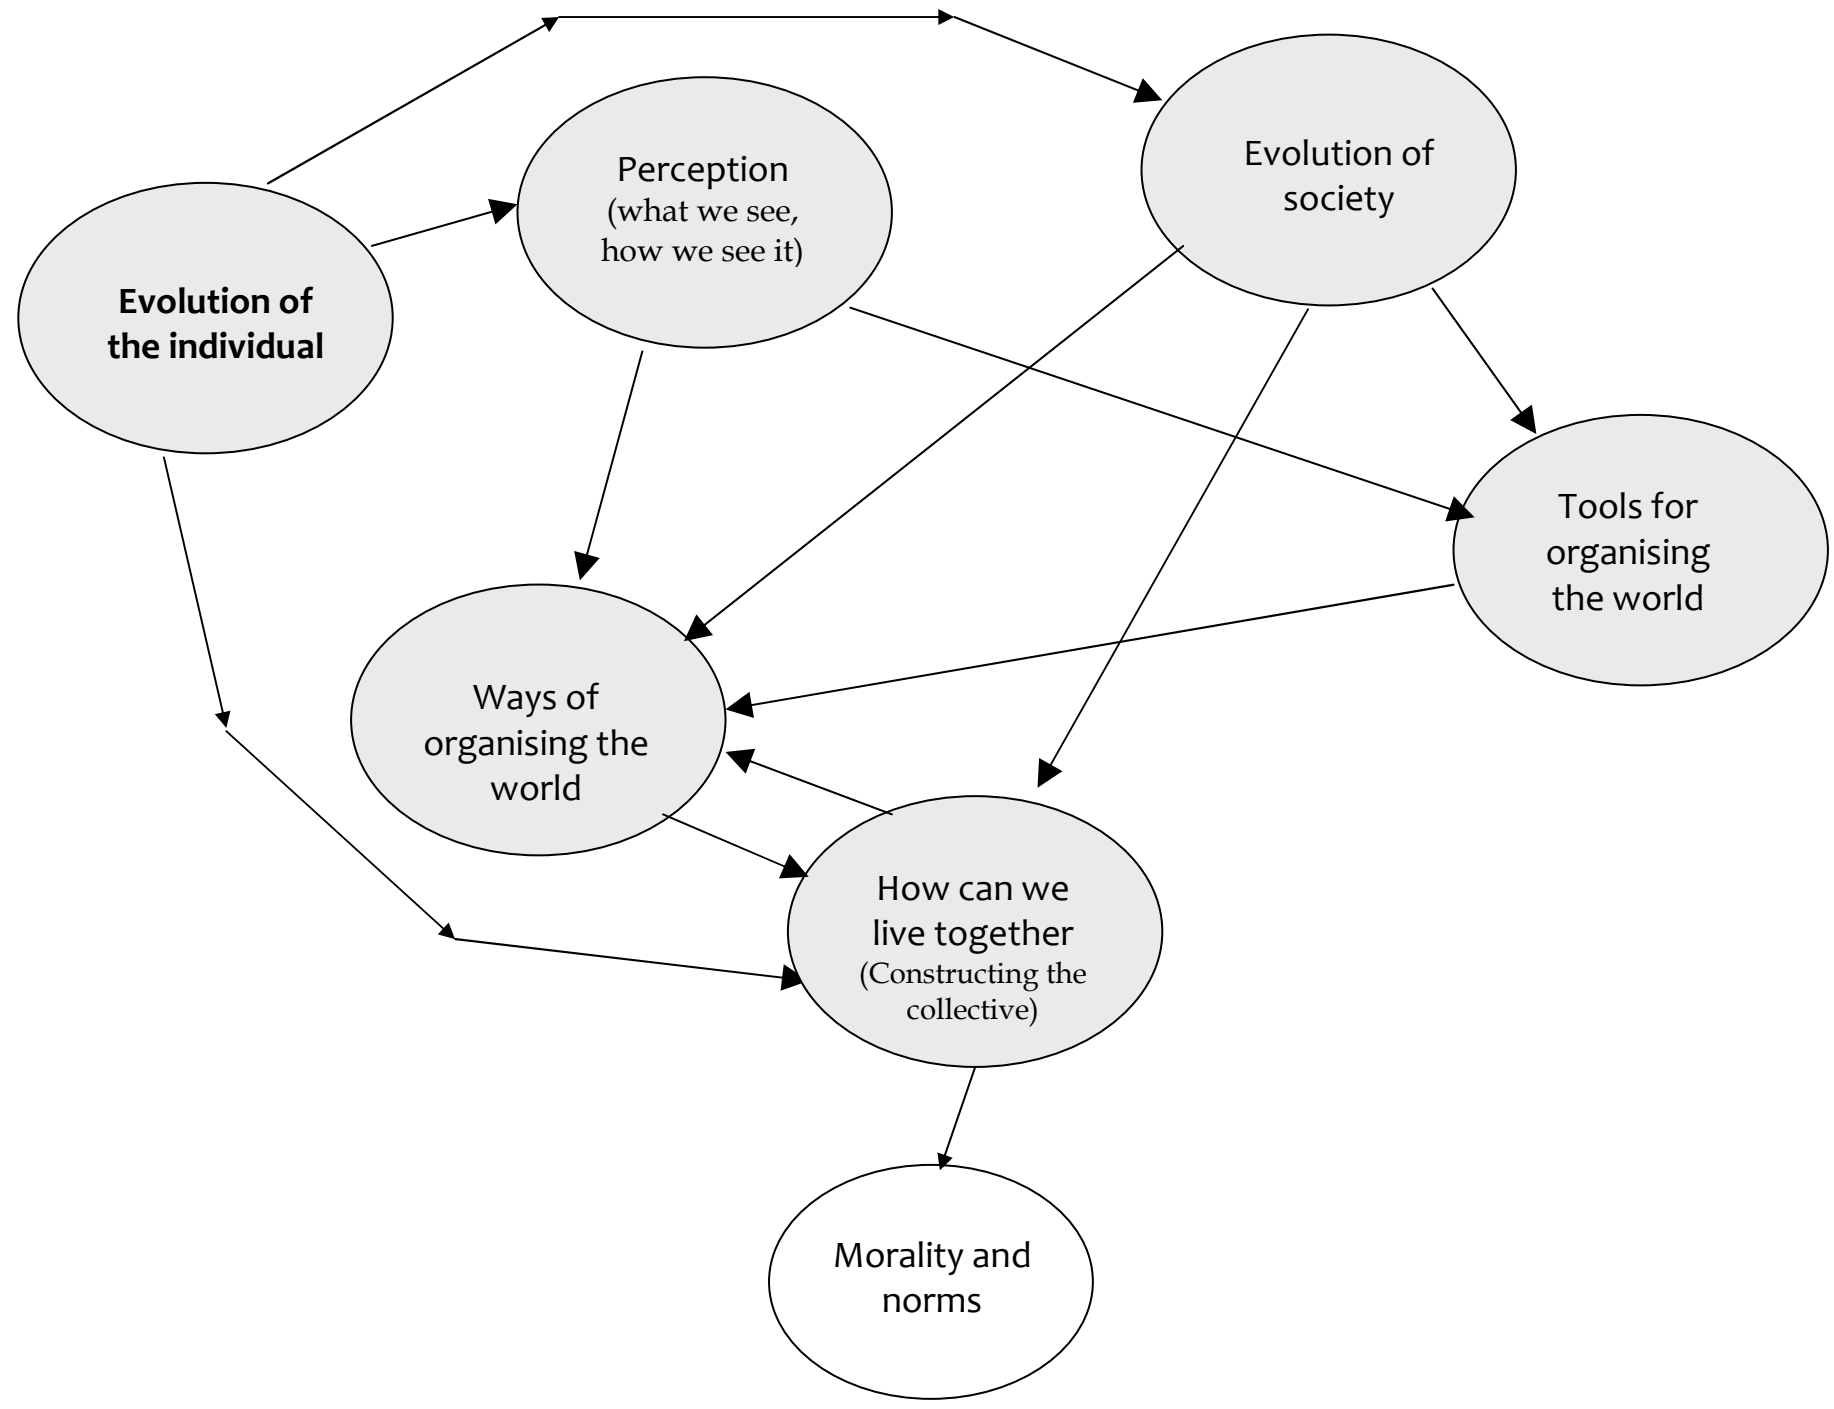 Perception
(what we see,
how we see it)
Evolution of
society
Evolution of
the individual
Tools for
organising
the world
Ways of
organising the
world
How can we
live together
(Constructing the
collective)
Morality and
norms